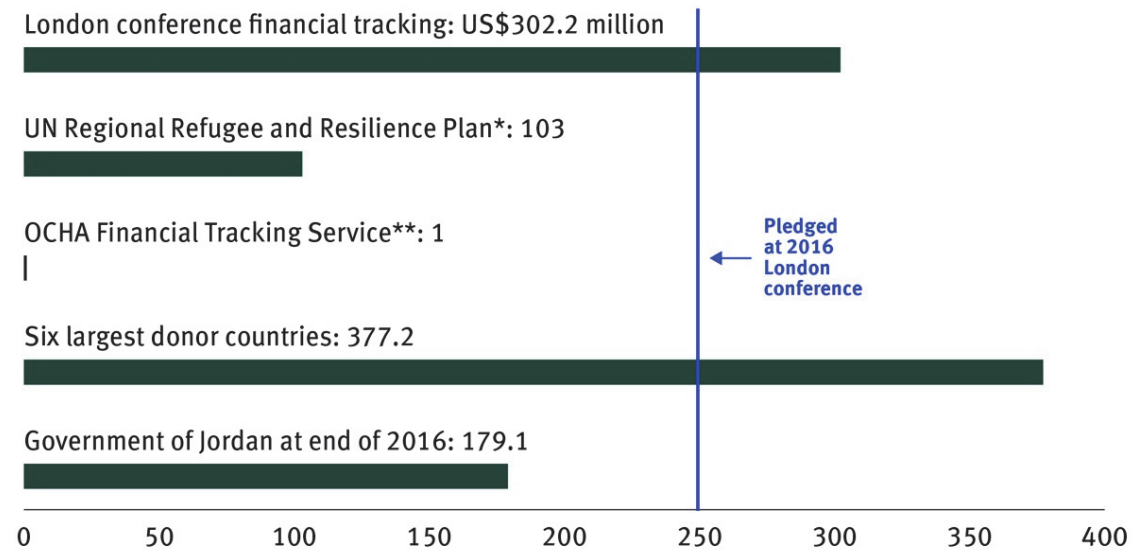 London conference financial tracking: US$302.2 million
UN Regional Refugee and Resilience Plan*: 103
OCHA Financial Tracking Service**: 1
Pledged
at 2016
London
conference
Six largest donor countries: 377.2
Government of Jordan at end of 2016: 179.1
0 50 100 150 200 250 300 350 400